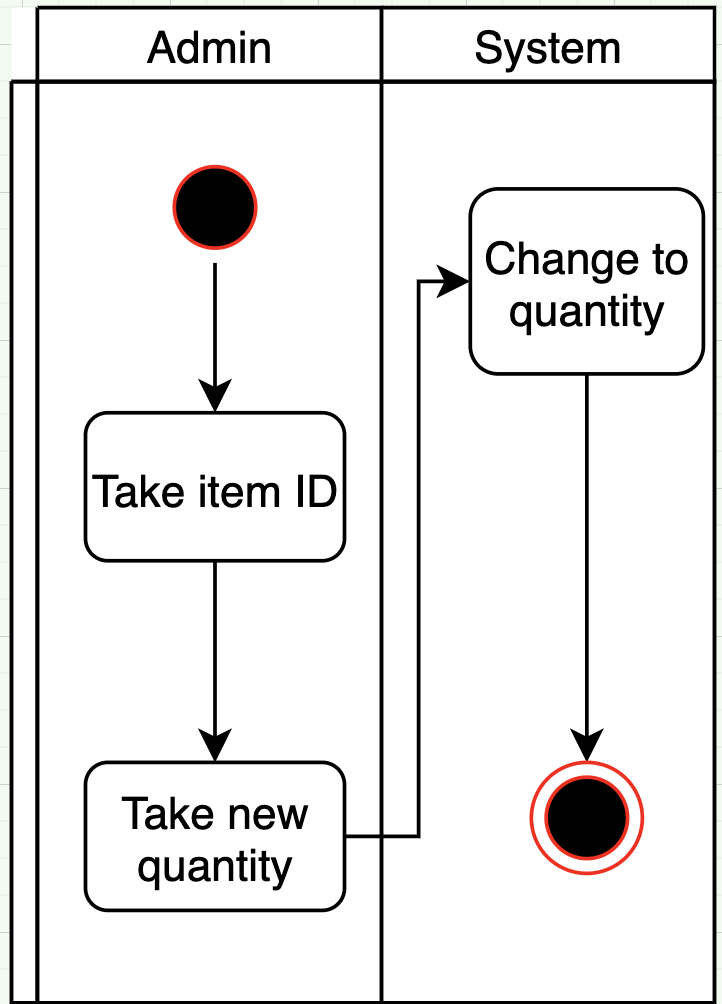 Admin
System
Take item ID
Take new
quantity
Change to
quantity